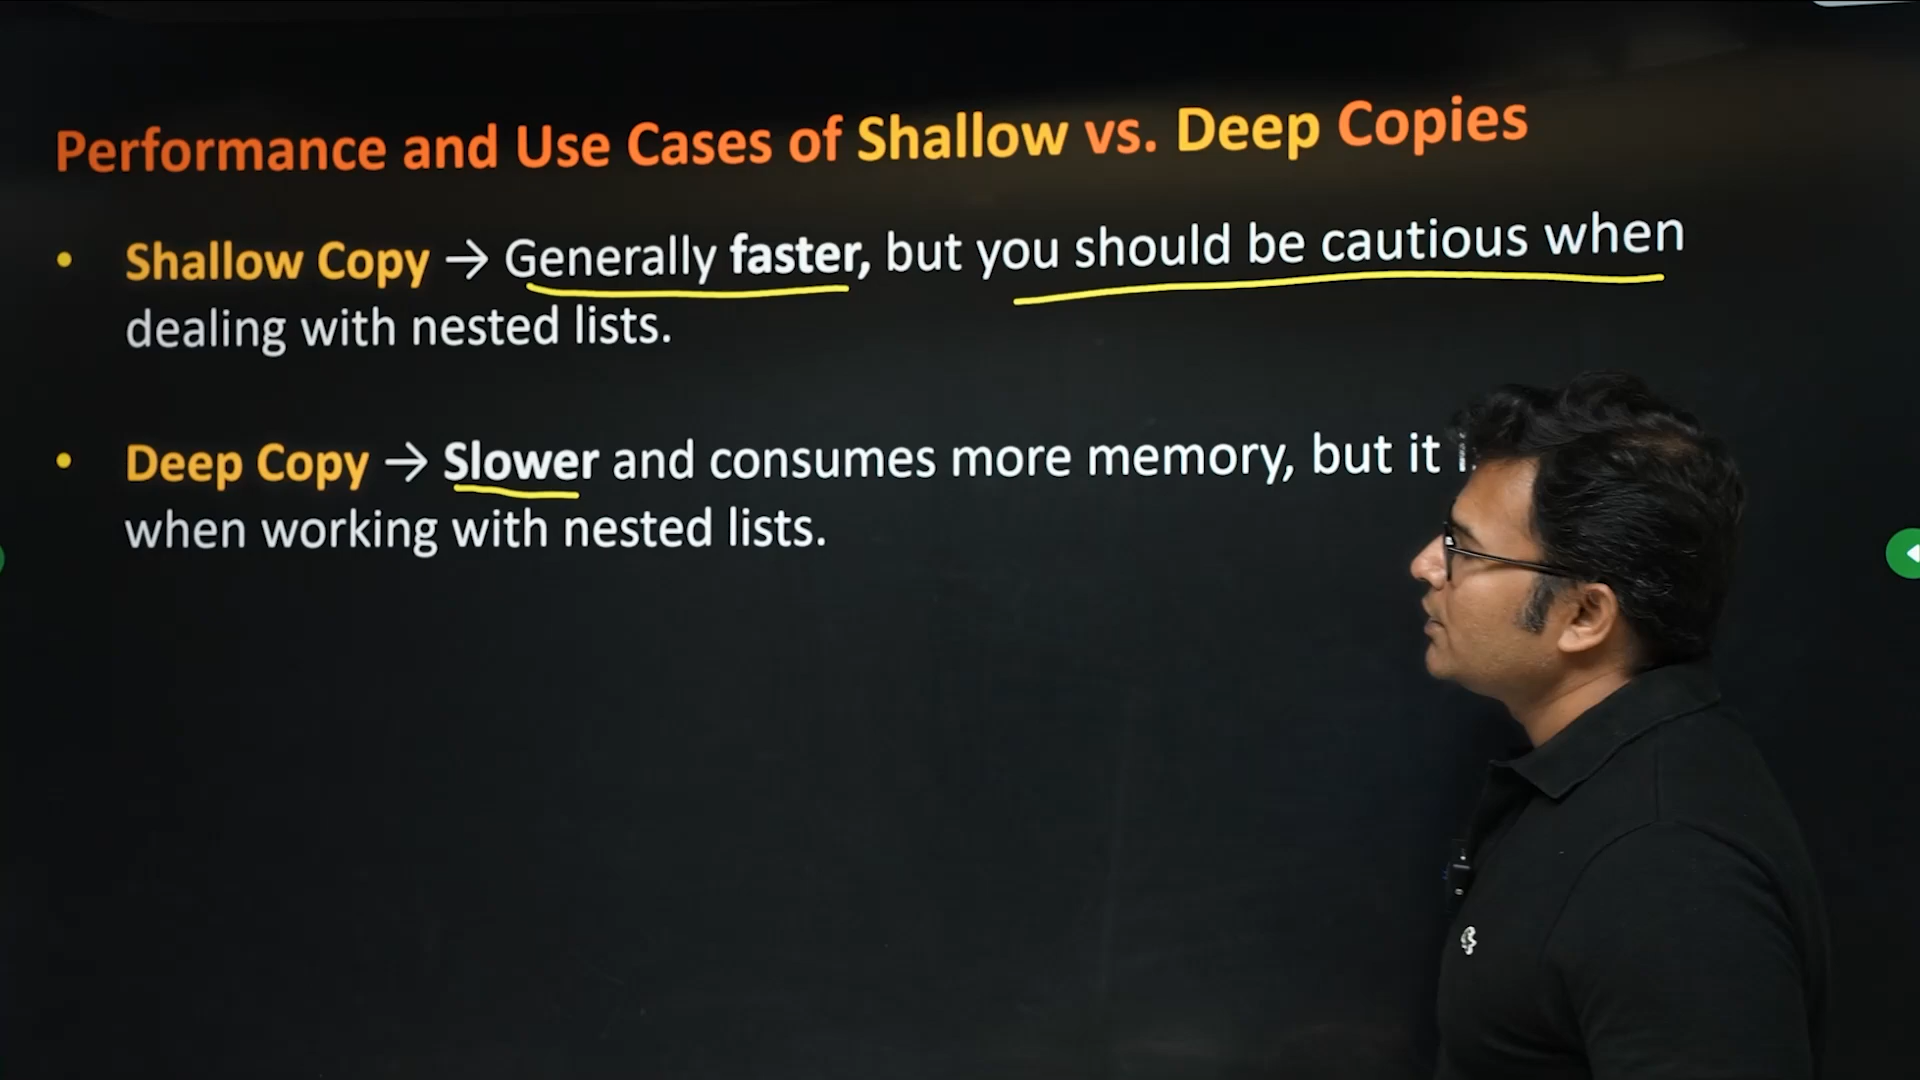 Performance and Use Cases of Shallow vs. Deep Copies
• Shallow Copy → Generally faster, but you should be cautious when
dealing with nested lists.
• Deep Copy → Slower and consumes more memory, but it
when working with nested lists.